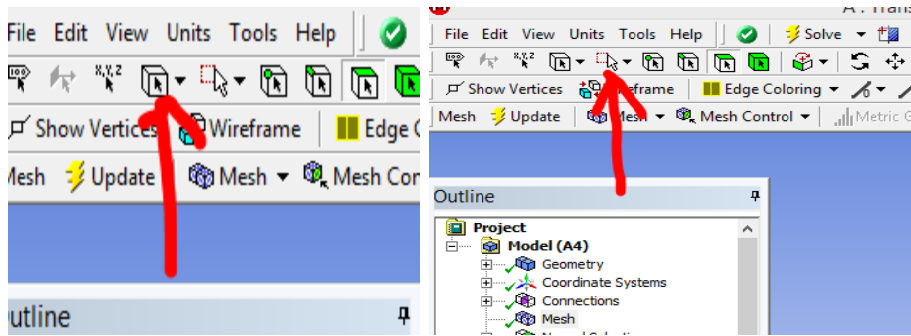 File Edit View Units Tools Help
X,Y,Z
Show Vertices Wireframe Edge
Mesh Update Mesh Mesh Con
utline
File Edit View Units Tools Help Solve
X,Y,Z
Show Vertices Wireframe Edge Coloring
Mesh Update Mesh Mesh Control Metric G
Outline
Project
Model (A4)
Geometry
Coordinate Systems
Connections
Mesh